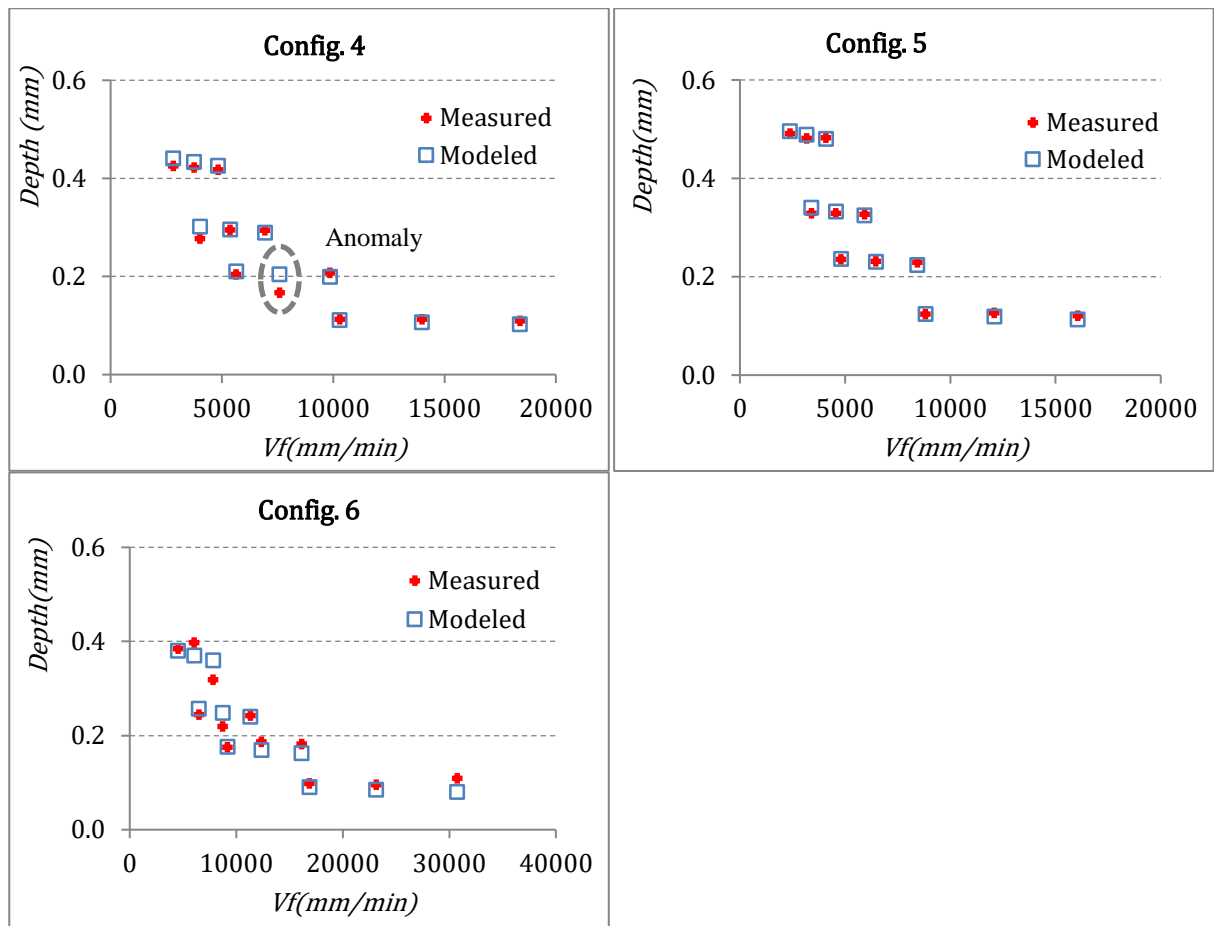 Config. 4
Depth (mm)
0.6
0.4
0.2
0.0
Measured
Modeled
Anomaly
0 5000 10000 15000 20000
Vf(mm/min)
Config. 5
Depth(mm)
0.6
0.4
0.2
0.0
Measured
Modeled
0 5000 10000 15000 20000
Vf(mm/min)
Config. 6
Depth(mm)
0.6
0.4
0.2
0.0
Measured
Modeled
0 10000 20000 30000 40000
Vf(mm/min)